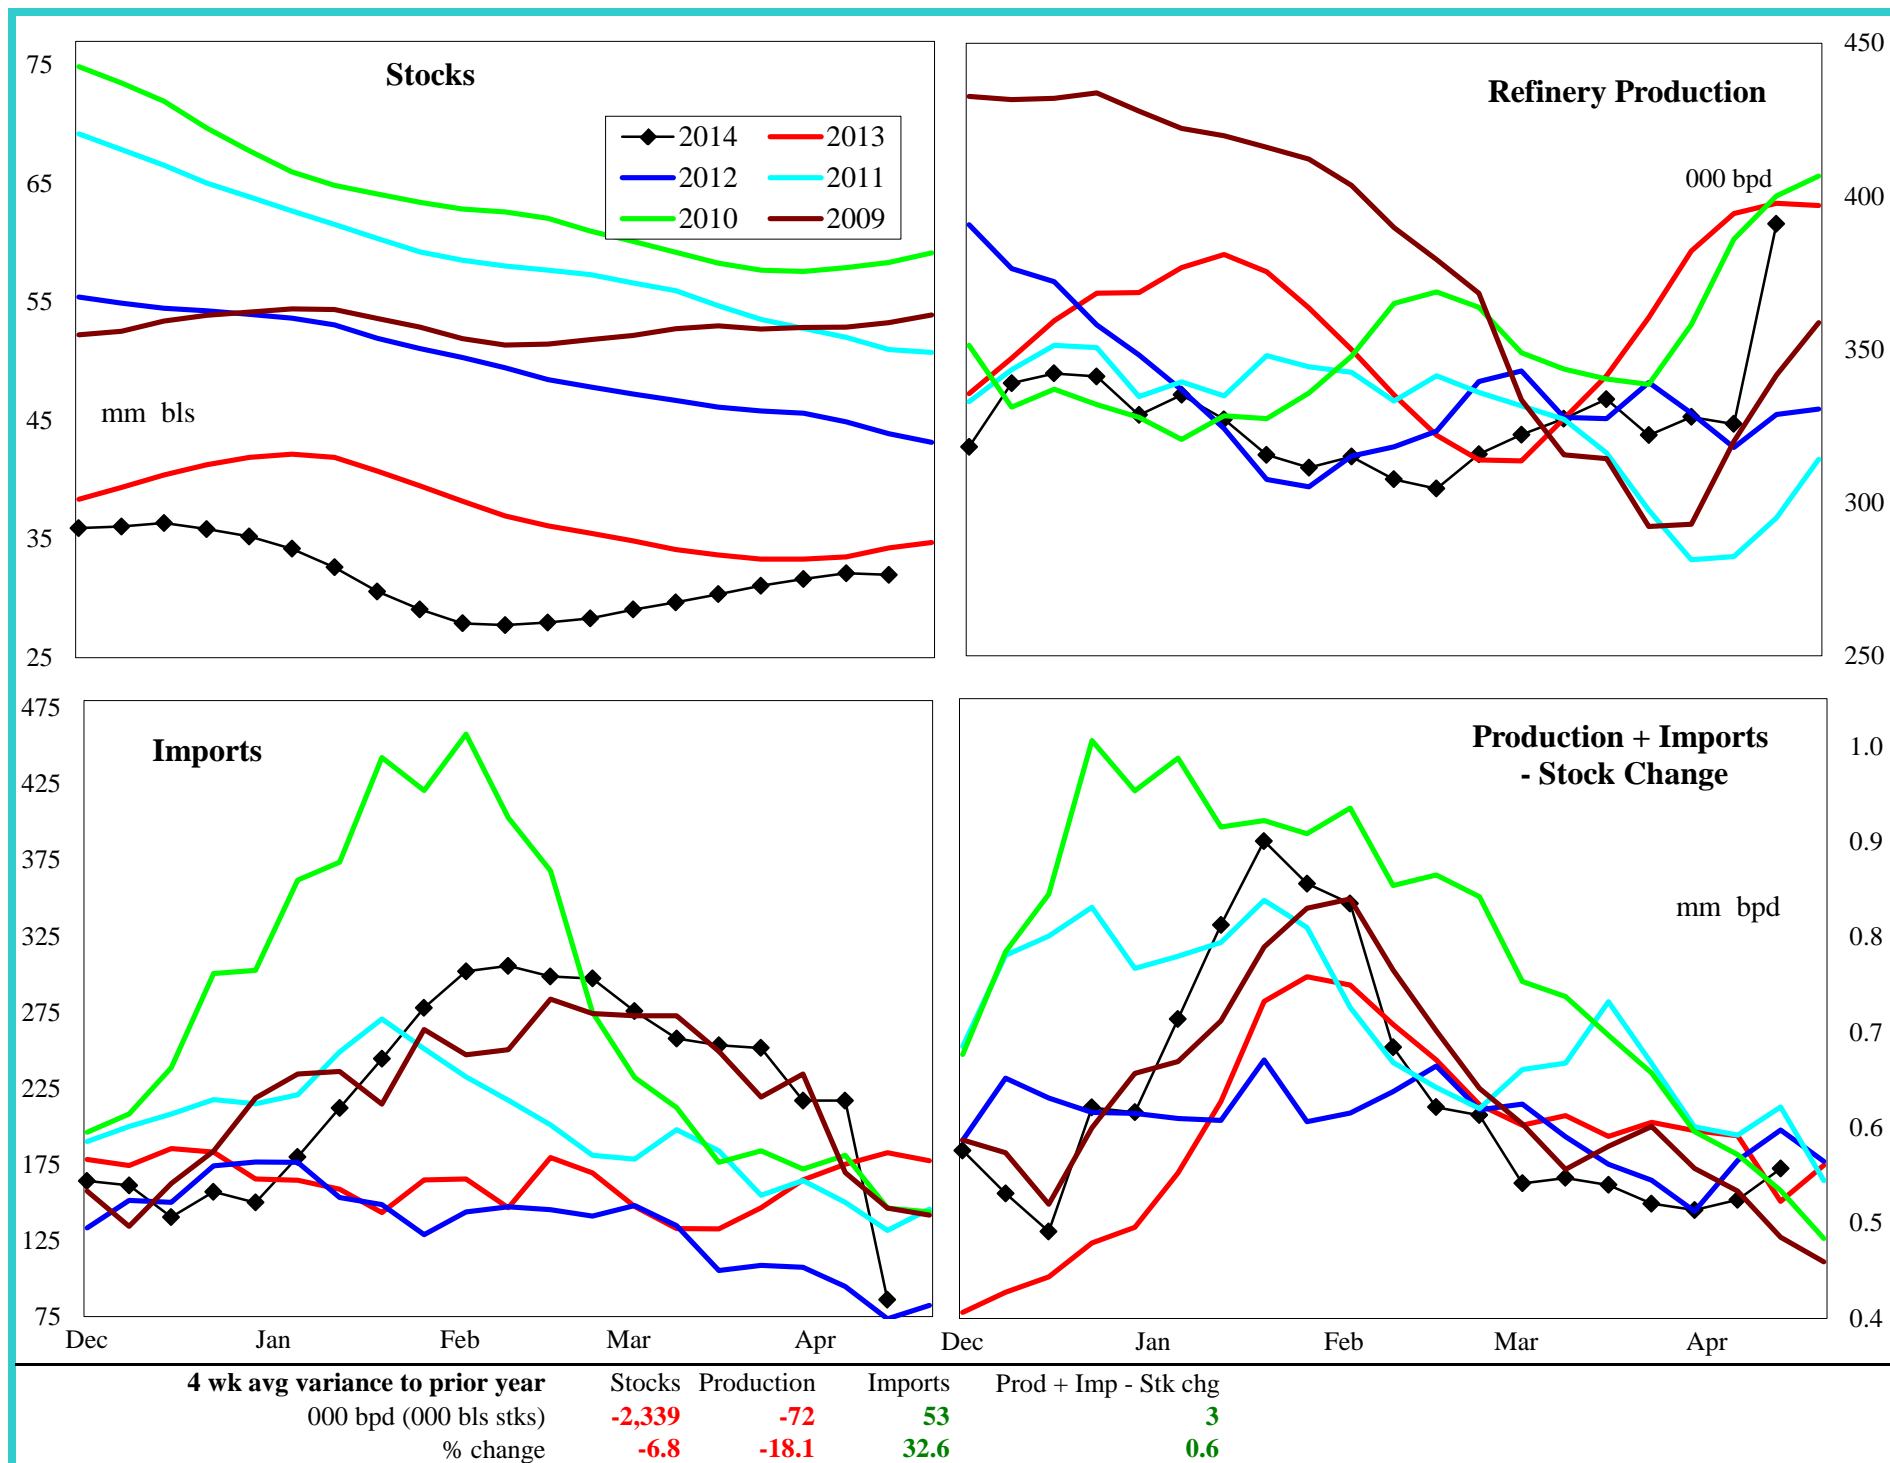 Stocks
75
65
55
45
35
25
mm bls
2014 2013
2012 2011
2010 2009
Refinery Production
000 bpd
450
400
350
300
250
Imports
475
425
375
325
275
225
175
125
75
Dec Jan Feb Mar Apr
Production + Imports
- Stock Change
mm bpd
1.0
0.9
0.8
0.7
0.6
0.5
0.4
Dec Jan Feb Mar Apr
4 wk avg variance to prior year Stocks Production Imports Prod + Imp - Stk chg
000 bpd (000 bls stks) -2,339 -72 53 3
% change -6.8 -18.1 32.6 0.6